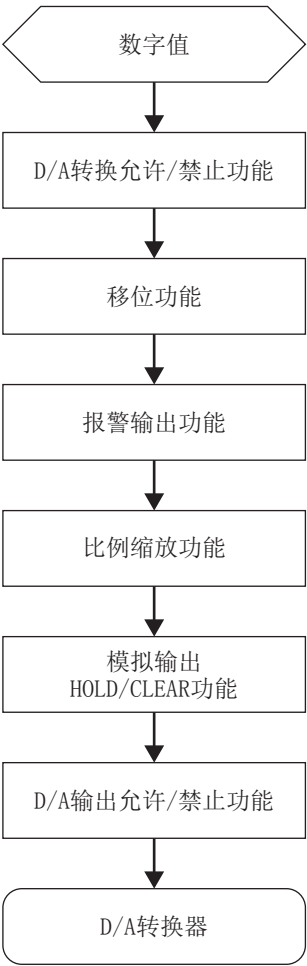 数字值
D/A转换允许/禁止功能
移位功能
报警输出功能
比例缩放功能
模拟输出
HOLD/CLEAR功能
D/A输出允许/禁止功能
D/A转换器